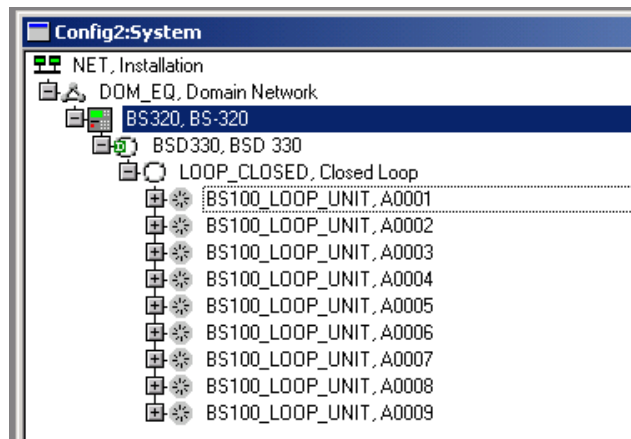 Config2:System
NET, Installation
DOM_EQ, Domain Network
BS320, BS-320
BSD330, BSD 330
LOOP_CLOSED, Closed Loop
BS100_LOOP_UNIT, A0001
BS100_LOOP_UNIT, A0002
BS100_LOOP_UNIT, A0003
BS100_LOOP_UNIT, A0004
BS100_LOOP_UNIT, A0005
BS100_LOOP_UNIT, A0006
BS100_LOOP_UNIT, A0007
BS100_LOOP_UNIT, A0008
BS100_LOOP_UNIT, A0009